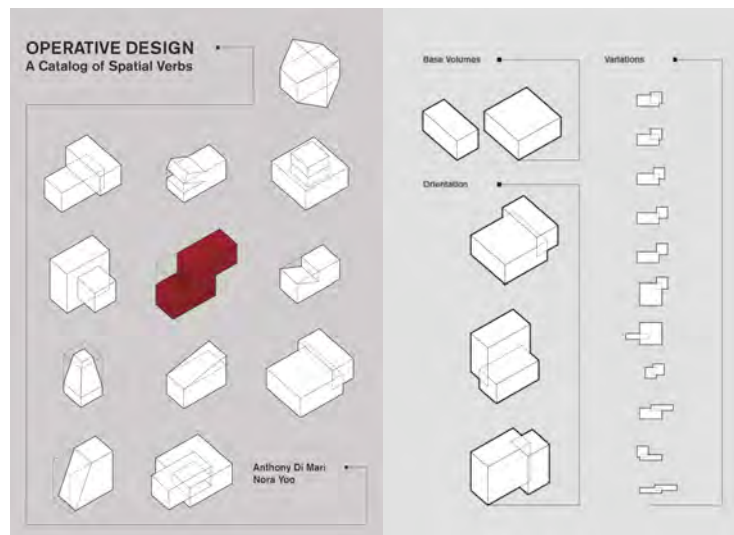 OPERATIVE DESIGN
A Catalog of Spatial Verbs
Anthony Di Mari
Nora Yoo
Base Volumes
Variations
Orientation